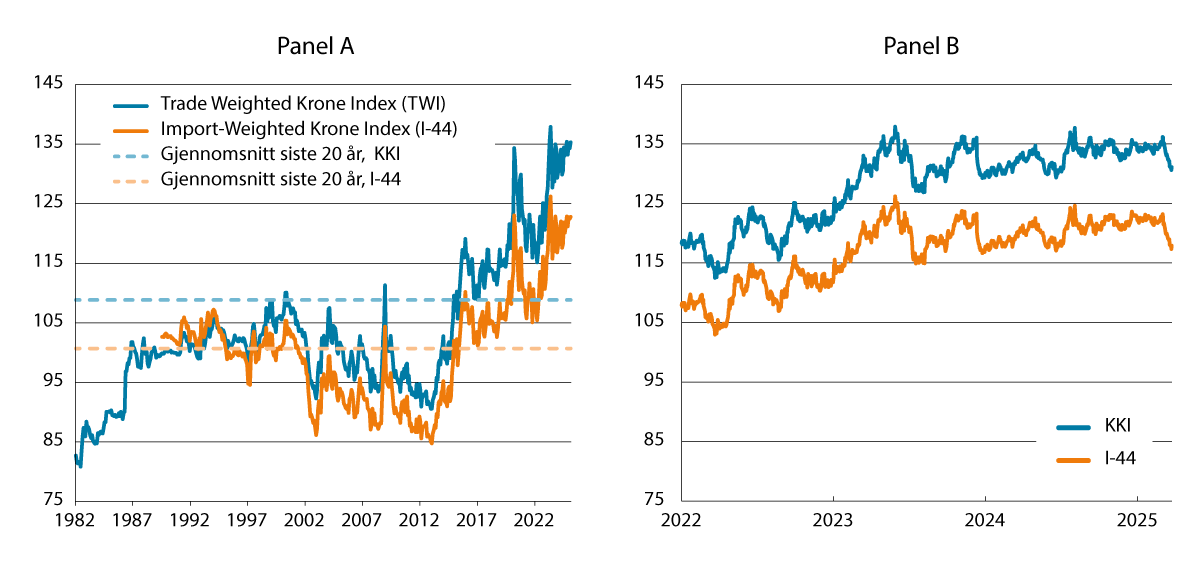 Panel A
145
135
125
115
105
95
85
75
Trade Weighted Krone Index (TWI)
Import-Weighted Krone Index (I-44)
Gjennomsnitt siste 20 år, KKI
Gjennomsnitt siste 20 år, I-44
1982 1987 1992 1997 2002 2007 2012 2017 2022
Panel B
145
135
125
115
105
95
85
75
KKI
I-44
2022 2023 2024 2025